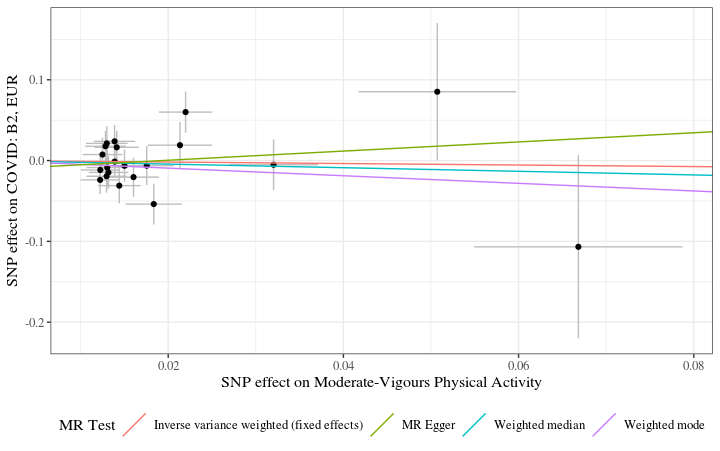 SNP effect on COVID: B2, EUR
0.1
0.0
-0.1
-0.2
0.02
0.04
0.06
0.08
SNP effect on Moderate-Vigours Physical Activity
MR Test
Inverse variance weighted (fixed effects)
MR Egger
Weighted median
Weighted mode